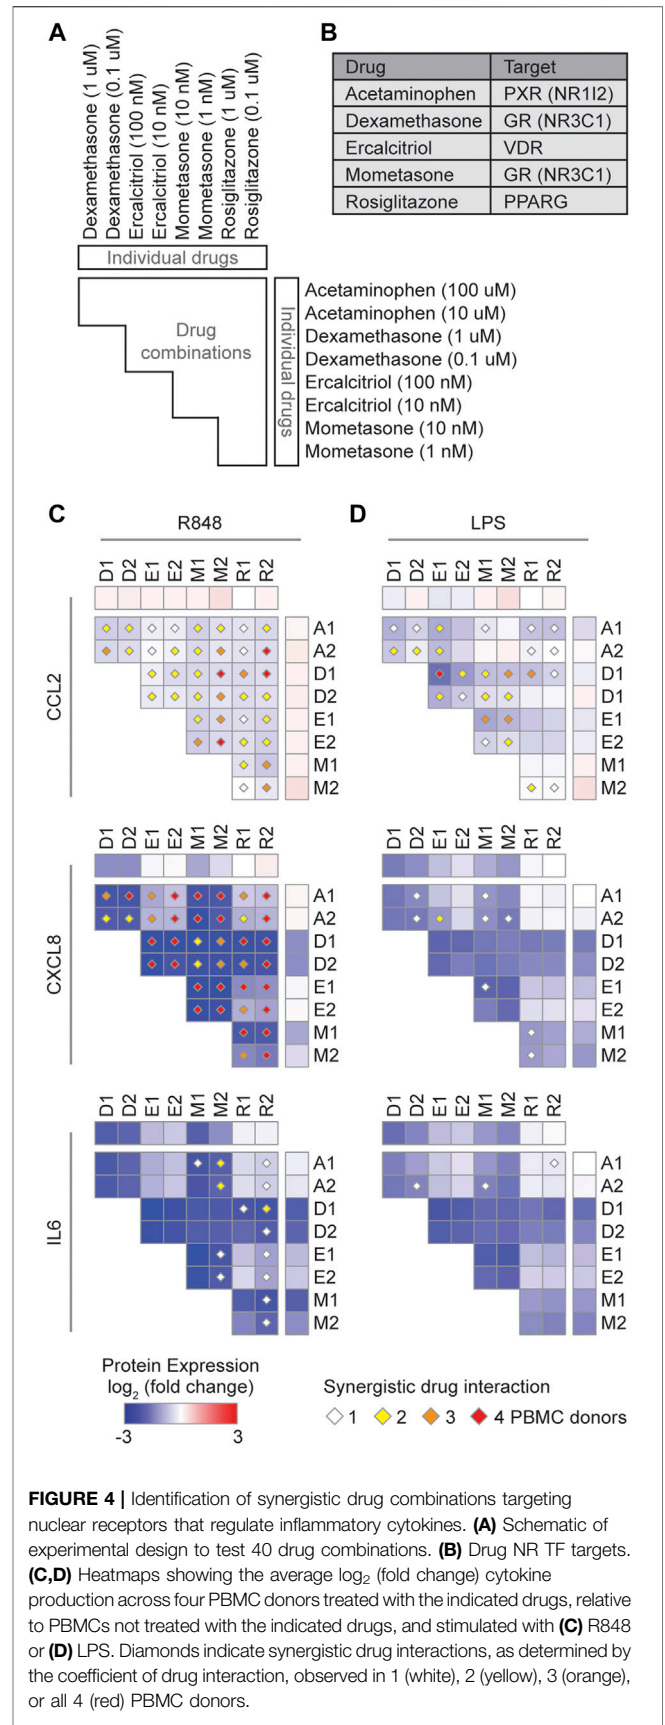 A
Dexamethasone (1 uM)
Dexamethasone (0.1 uM)
Ercalcitriol (100 nM)
Ercalcitriol (10 nM)
Mometasone (10 nM)
Mometasone (1 nM)
Rosiglitazone (1 uM)
Rosiglitazone (0.1 uM)
Individual drugs
Drug
combinations
Individual drugs
Acetaminophen (100 uM)
Acetaminophen (10 uM)
Dexamethasone (1 uM)
Dexamethasone (0.1 uM)
Ercalcitriol (100 nM)
Ercalcitriol (10 nM)
Mometasone (10 nM)
Mometasone (1 nM)
B
Drug Target
Acetaminophen PXR (NR1I2)
Dexamethasone GR (NR3C1)
Ercalcitriol VDR
Mometasone GR (NR3C1)
Rosiglitazone PPARG
C
R848
D
LPS
CCL2
D1 D2 E1 E2 M1 M2 R1 R2
D1 D2 E1 E2 M1 M2 R1 R2
A1 A1
A2 A2
D1 D1
D2 D1
E1 E1
E2 E2
M1 M1
M2 M2
CXCL8
D1 D2 E1 E2 M1 M2 R1 R2
D1 D2 E1 E2 M1 M2 R1 R2
A1 A1
A2 A2
D1 D1
D2 D2
E1 E1
E2 E2
M1 M1
M2 M2
IL6
D1 D2 E1 E2 M1 M2 R1 R2
D1 D2 E1 E2 M1 M2 R1 R2
A1 A1
A2 A2
D1 D1
D2 D2
E1 E1
E2 E2
M1 M1
M2 M2
Protein Expression
log2 (fold change)
-3 3
Synergistic drug interaction
1 2 3 4 PBMC donors
FIGURE 4 | Identification of synergistic drug combinations targeting
nuclear receptors that regulate inflammatory cytokines. (A) Schematic of
experimental design to test 40 drug combinations. (B) Drug NR TF targets.
(C,D) Heatmaps showing the average log2 (fold change) cytokine
production across four PBMC donors treated with the indicated drugs, relative
to PBMCs not treated with the indicated drugs, and stimulated with (C) R848
or (D) LPS. Diamonds indicate synergistic drug interactions, as determined by
the coefficient of drug interaction, observed in 1 (white), 2 (yellow), 3 (orange),
or all 4 (red) PBMC donors.